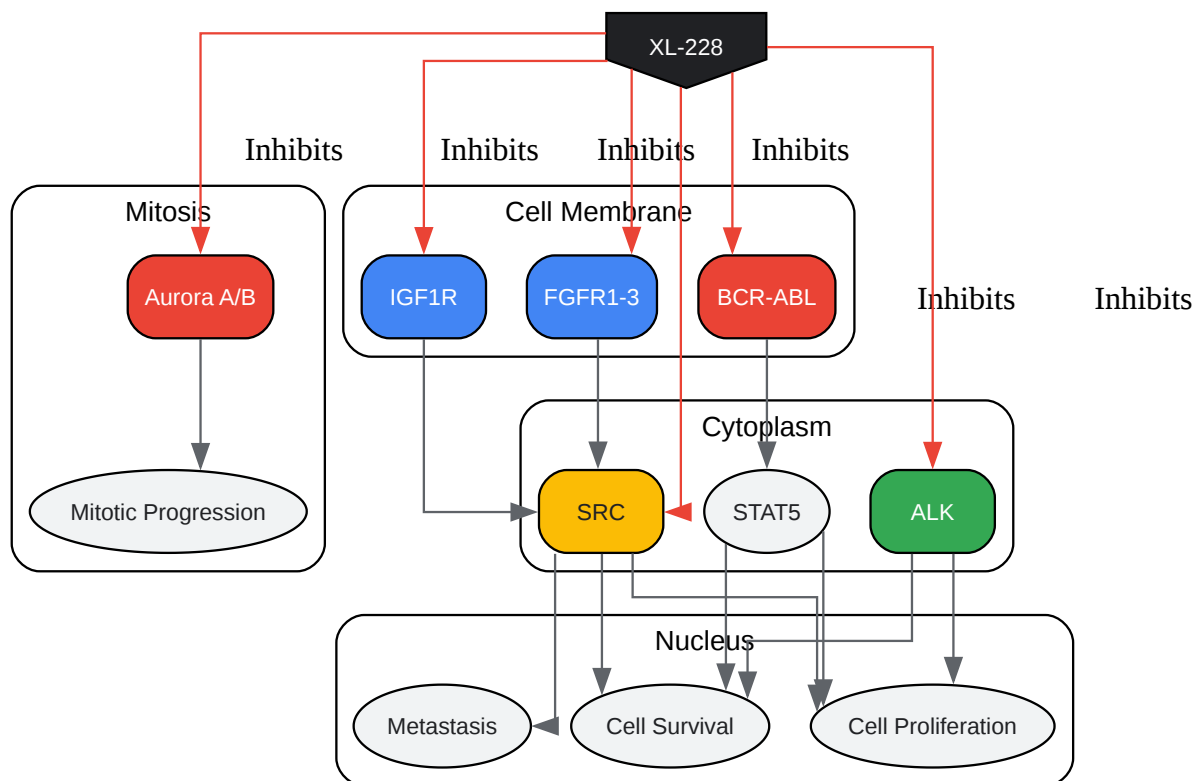 XL-228
Inhibits
Inhibits
Inhibits
Inhibits
Mitosis
Cell Membrane
Aurora A/B
IGF1R
FGFR1-3
BCR-ABL
Inhibits
Inhibits
Cytoplasm
Mitotic Progression
SRC
STAT5
ALK
Nucleus
Metastasis
Cell Survival
Cell Proliferation